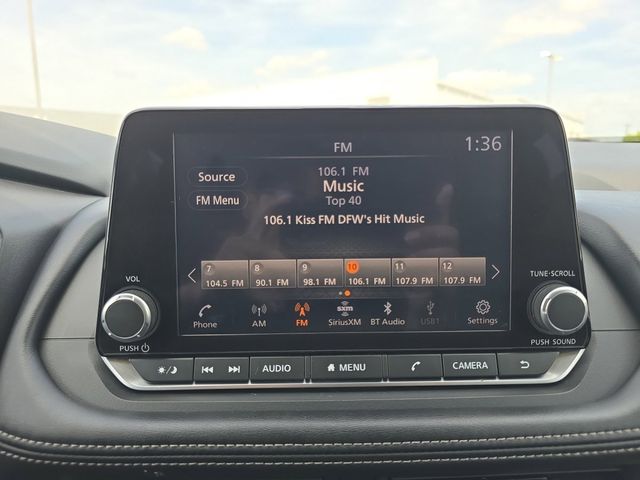 FM
1:36
Source
106.1 FM
Music
FM Menu
Top 40
106.1 Kiss FM DFW's Hit Music
7 8 9 10 11 12
104.5 FM 90.1 FM 98.1 FM 106.1 FM 107.9 FM 107.9 FM
Phone AM FM sxm SiriusXM BT Audio USB1 Settings
VOL
PUSH
TUNE·SCROLL
PUSH SOUND
AUDIO MENU CAMERA